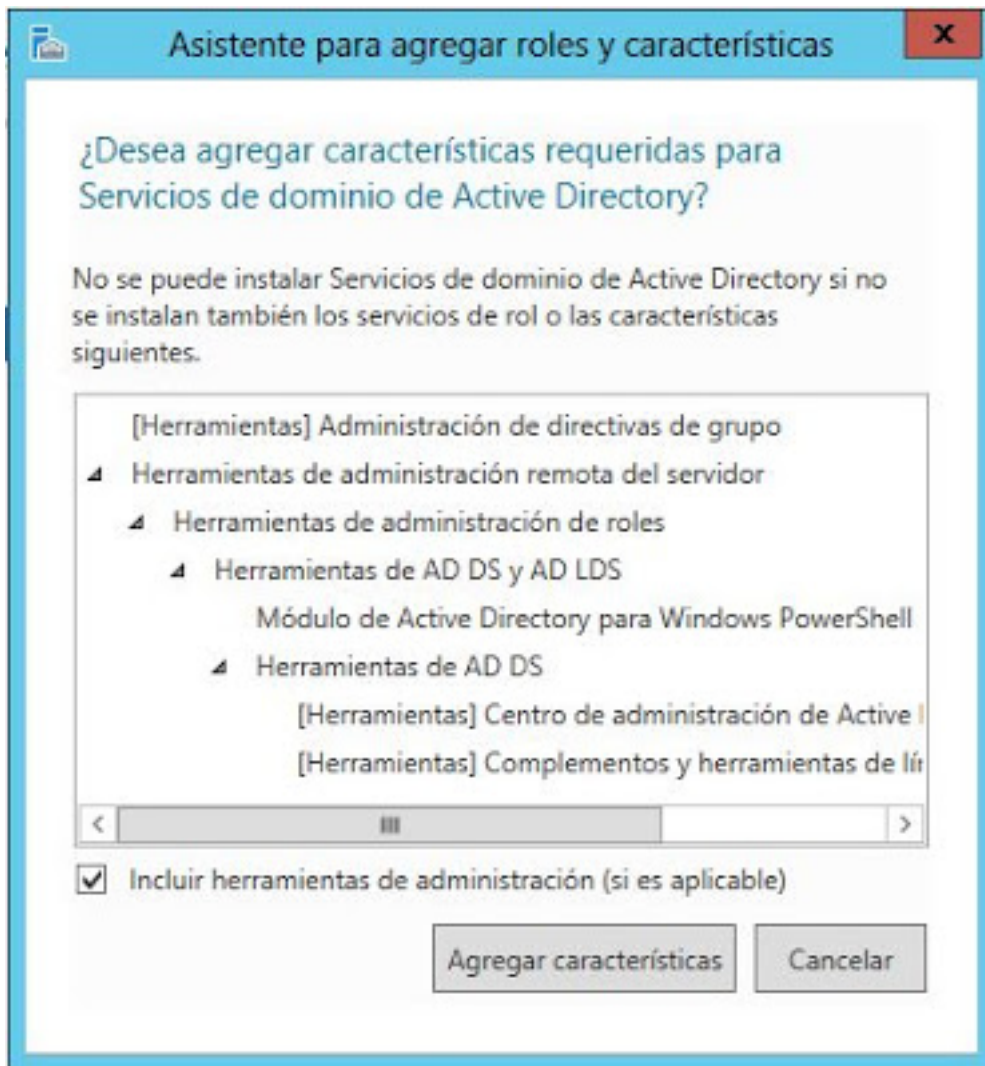 Asistente para agregar roles y características
¿Desea agregar características requeridas para
Servicios de dominio de Active Directory?
No se puede instalar Servicios de dominio de Active Directory si no
se instalan también los servicios de rol o las características
siguientes.
[Herramientas] Administración de directivas de grupo
Herramientas de administración remota del servidor
Herramientas de administración de roles
Herramientas de AD DS y AD LDS
Módulo de Active Directory para Windows PowerShell
Herramientas de AD DS
[Herramientas] Centro de administración de Active
[Herramientas] Complementos y herramientas de
Incluir herramientas de administración (si es aplicable)
Agregar características
Cancelar